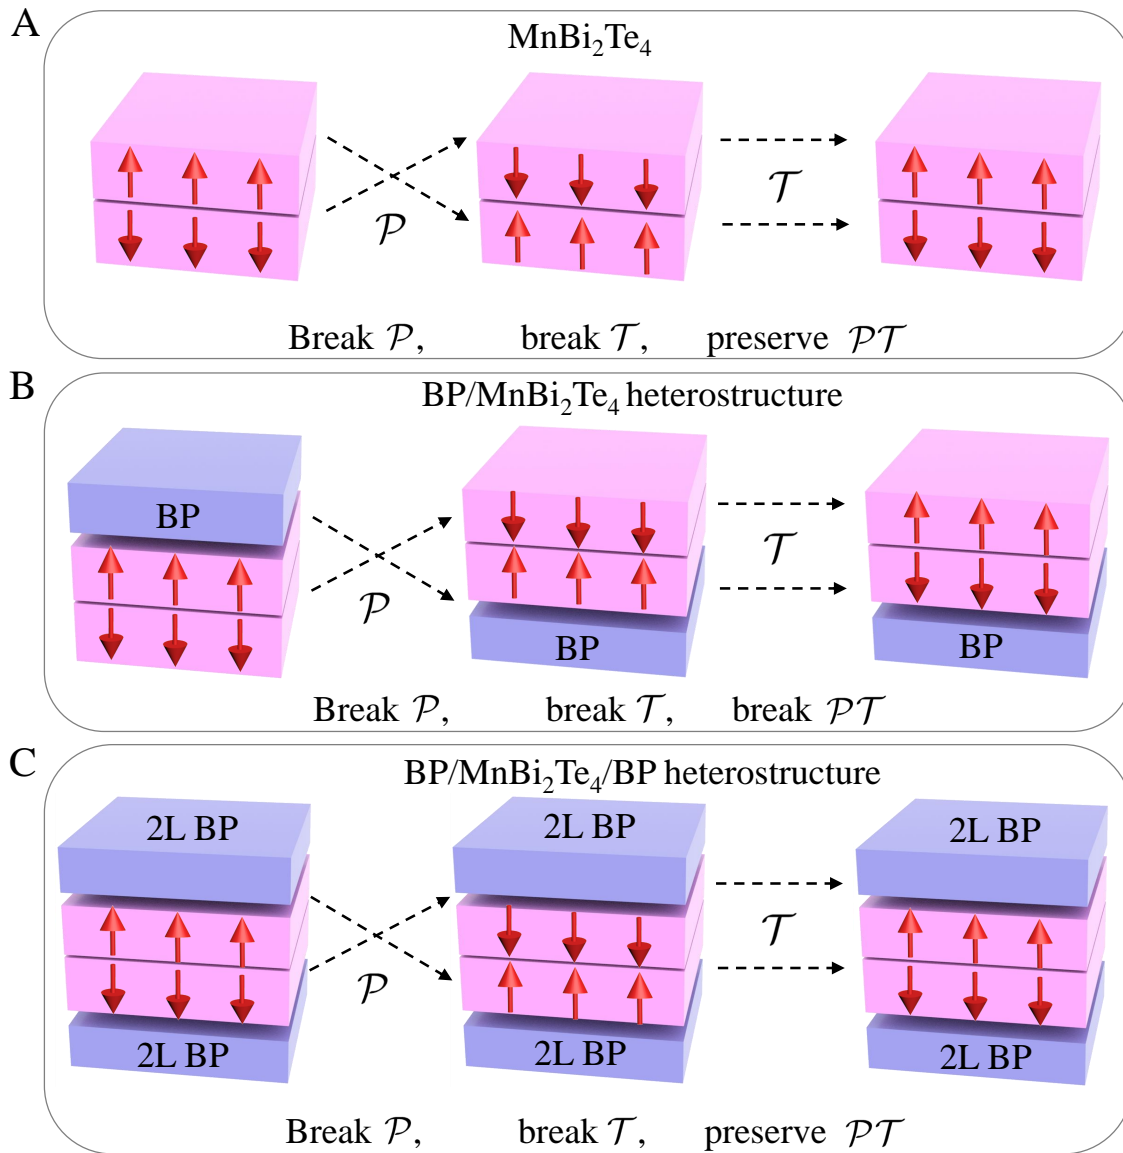 A
MnBi₂Te₄
𝒫
𝒯
Break 𝒫, break 𝒯, preserve 𝒫𝒯
B
BP/MnBi₂Te₄ heterostructure
BP
𝒫
BP
𝒯
BP
Break 𝒫, break 𝒯, break 𝒫𝒯
C
BP/MnBi₂Te₄/BP heterostructure
2L BP 2L BP 2L BP
𝒫
𝒯
2L BP 2L BP 2L BP
Break 𝒫, break 𝒯, preserve 𝒫𝒯